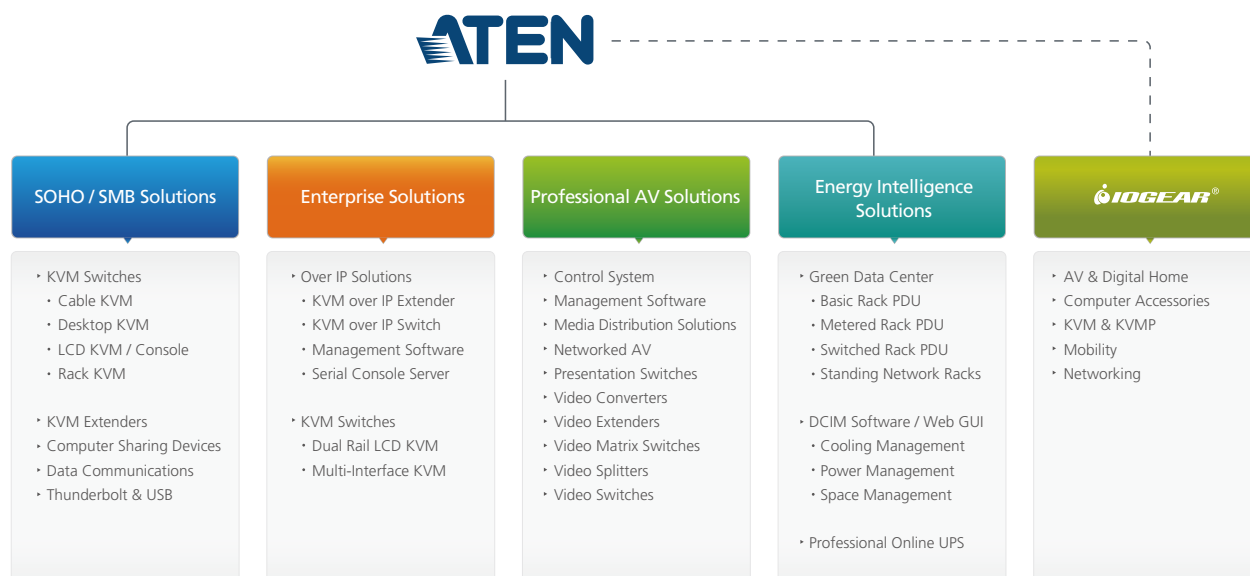 ATEN
SOHO / SMB Solutions
KVM Switches
Cable KVM
Desktop KVM
LCD KVM / Console
Rack KVM
KVM Extenders
Computer Sharing Devices
Data Communications
Thunderbolt & USB
Enterprise Solutions
Over IP Solutions
KVM over IP Extender
KVM over IP Switch
Management Software
Serial Console Server
KVM Switches
Dual Rail LCD KVM
Multi-Interface KVM
Professional AV Solutions
Control System
Management Software
Media Distribution Solutions
Networked AV
Presentation Switches
Video Converters
Video Extenders
Video Matrix Switches
Video Splitters
Video Switches
Energy Intelligence
Solutions
Green Data Center
Basic Rack PDU
Metered Rack PDU
Switched Rack PDU
Standing Network Racks
DCIM Software / Web GUI
Cooling Management
Power Management
Space Management
Professional Online UPS
IOGEAR®
AV & Digital Home
Computer Accessories
KVM & KVMP
Mobility
Networking